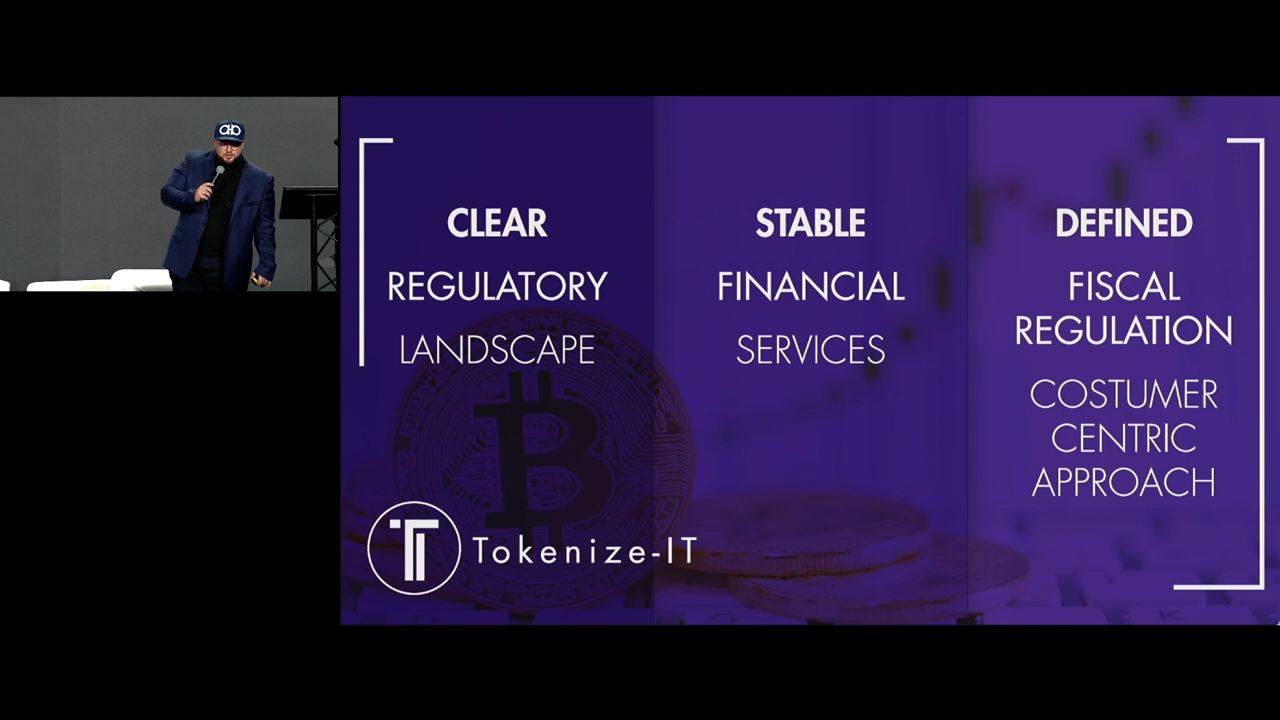 CLEAR
REGULATORY
LANDSCAPE
STABLE
FINANCIAL
SERVICES
DEFINED
FISCAL
REGULATION
COSTUMER
CENTRIC
APPROACH
Tokenize-IT